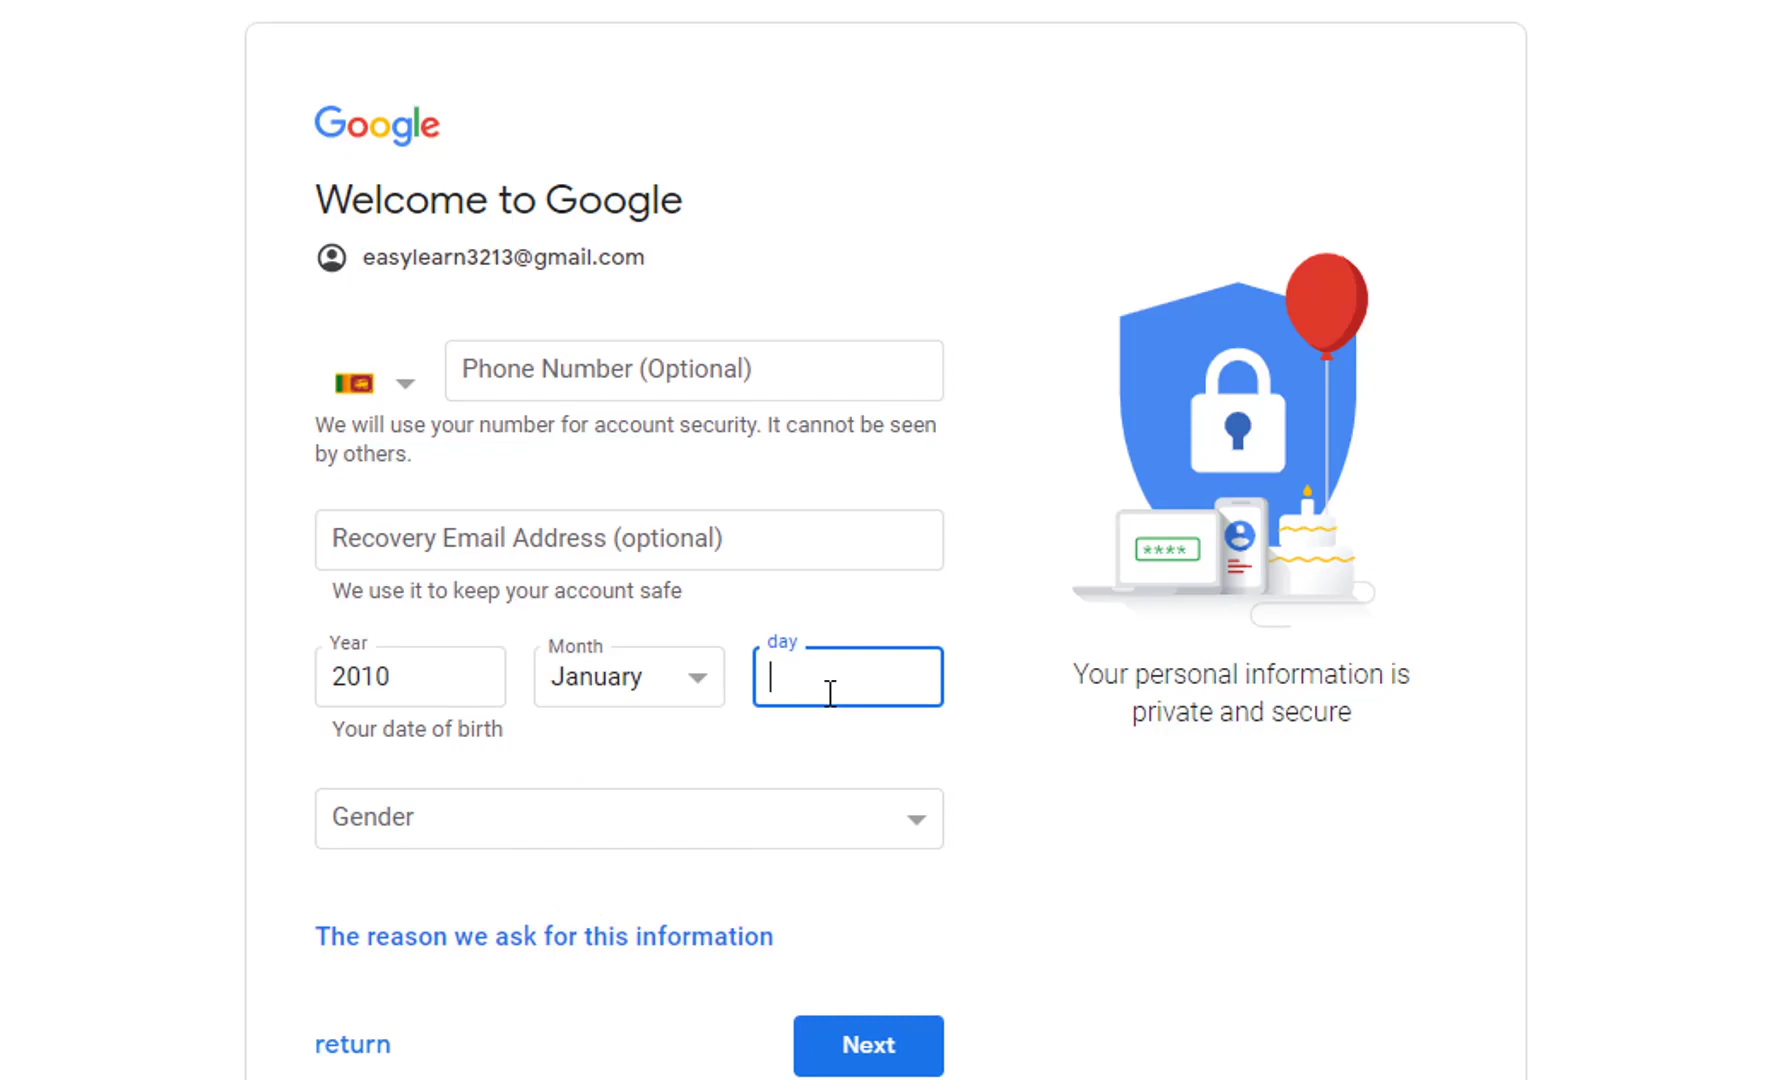 Google
Welcome to Google
easylearn3213@gmail.com
Phone Number (Optional)
We will use your number for account security. It cannot be seen
by others.
Recovery Email Address (optional)
We use it to keep your account safe
Year
Month
day
2010
January
Your date of birth
Gender
The reason we ask for this information
return
Next
****
Your personal information is
private and secure